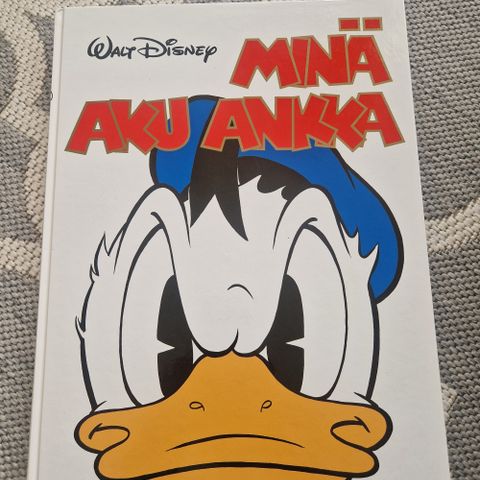 WALT DISNEY
MINÄ
AKU ANKKA